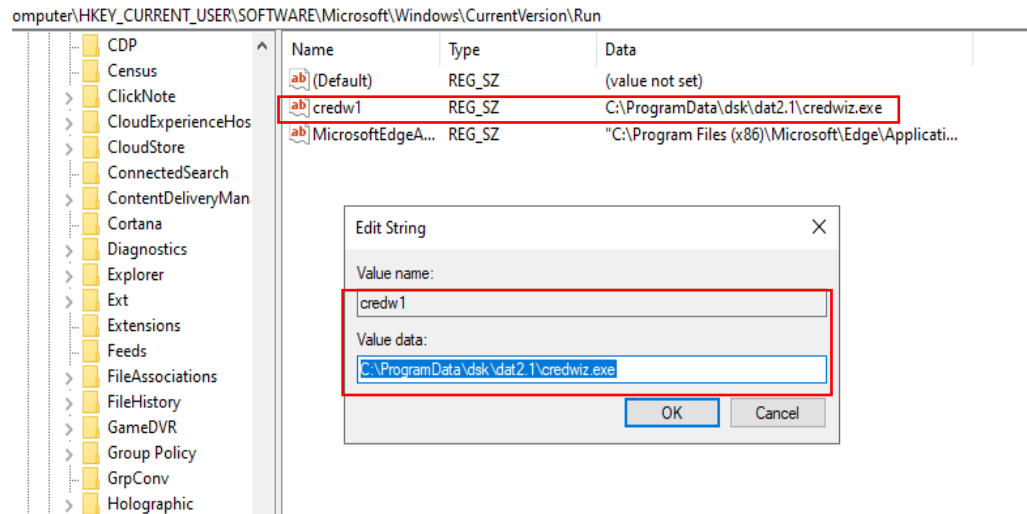 omputer\HKEY_CURRENT_USER\SOFTWARE\Microsoft\Windows\CurrentVersion\Run
CDP
Census
ClickNote
CloudExperienceHos
CloudStore
ConnectedSearch
ContentDeliveryMan
Cortana
Diagnostics
Explorer
Ext
Extensions
Feeds
FileAssociations
FileHistory
GameDVR
Group Policy
GrpConv
Holographic
Name Type Data
ab (Default) REG_SZ (value not set)
ab credw1 REG_SZ C:\ProgramData\dsk\dat2.1\credwiz.exe
ab MicrosoftEdgeA... REG_SZ "C:\Program Files (x86)\Microsoft\Edge\Applicati...
Edit String
Value name:
credw1
Value data:
C:\ProgramData\dsk\dat2.1\credwiz.exe
OK Cancel